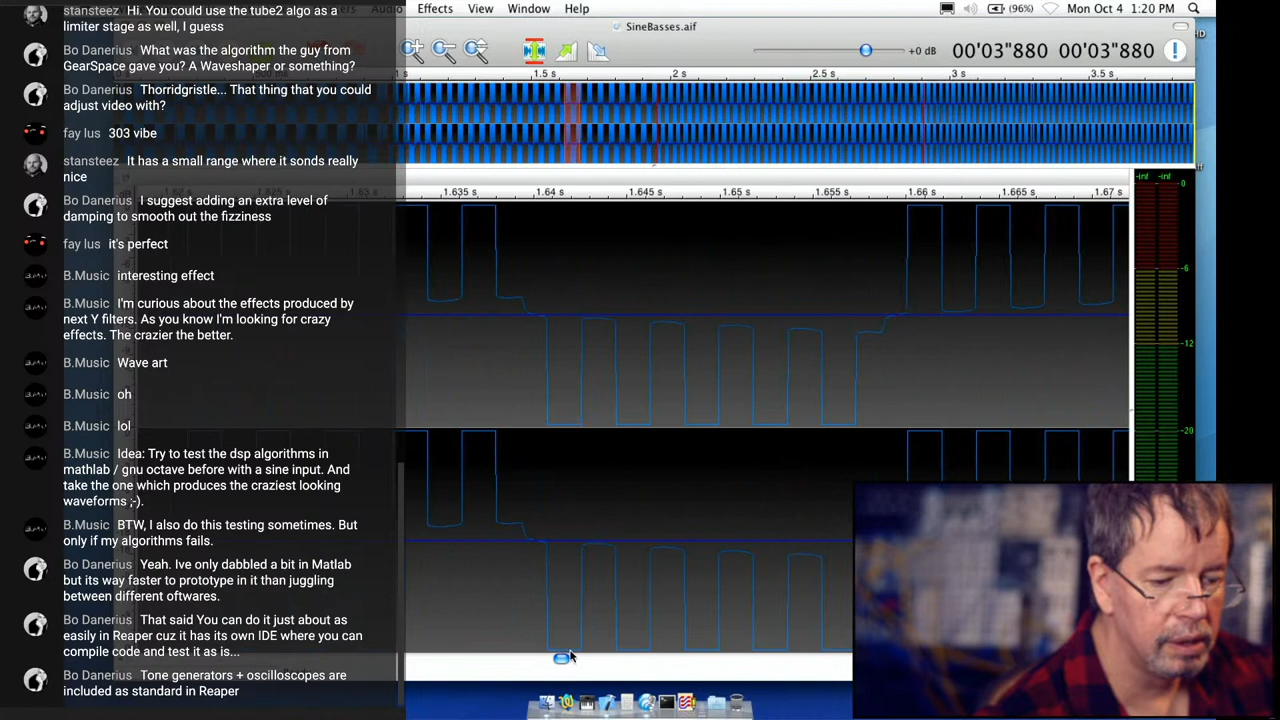 stansteez Hi. You could use the tube2 algo as a
limiter stage as well, I guess
Bo Danerius What was the algorithm the guy from
GearSpace gave you? A Waveshaper or something?
Bo Danerius Thorridgristle... That thing that you could
adjust video with?
fay lus 303 vibe
stansteez It has a small range where it sonds really
nice
Bo Danerius I suggest adding an extra level of
damping to smooth out the fizziness
fay lus it's perfect
B.Music interesting effect
B.Music I'm curious about the effects produced by
next Y filters. As you know I'm looking for crazy
effects. The crazier the better.
B.Music Wave art
B.Music oh
B.Music lol
B.Music Idea: Try to test the dsp algorithms in
mathlab / gnu octave before with a sine input. And
take the one which produces the craziest looking
waveforms ;-).
B.Music BTW, I also do this testing sometimes. But
only if my algorithms fails.
Bo Danerius Yeah. Ive only dabbled a bit in Matlab
but its way faster to prototype in it than juggling
between different oftwares.
Bo Danerius That said You can do it just about as
easily in Reaper cuz it has its own IDE where you can
compile code and test it as is...
Bo Danerius Tone generators + oscilloscopes are
included as standard in Reaper
Effects View Window Help
(96%) Mon Oct 4 1:20 PM
SineBasses.aif
+0 dB 00'03"880 00'03"880
1 s 1.5 s 2 s 2.5 s 3 s 3.5 s
1.63 s 1.635 s 1.64 s 1.645 s 1.65 s 1.655 s 1.66 s 1.665 s 1.67 s
-inf -inf 0
-6
-12
-20